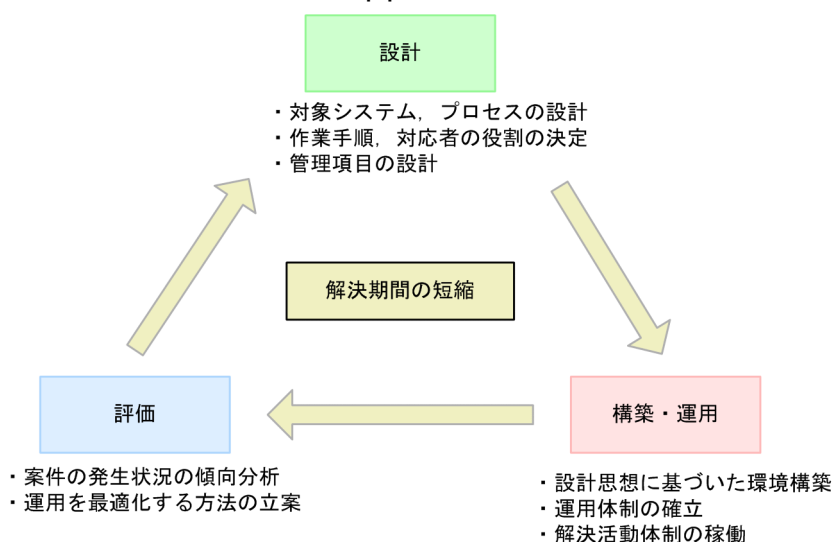 設計
・対象システム，プロセスの設計
・作業手順，対応者の役割の決定
・管理項目の設計
解決期間の短縮
評価
構築・運用
・案件の発生状況の傾向分析
・運用を最適化する方法の立案
・設計思想に基づいた環境構築
・運用体制の確立
・解決活動体制の稼働